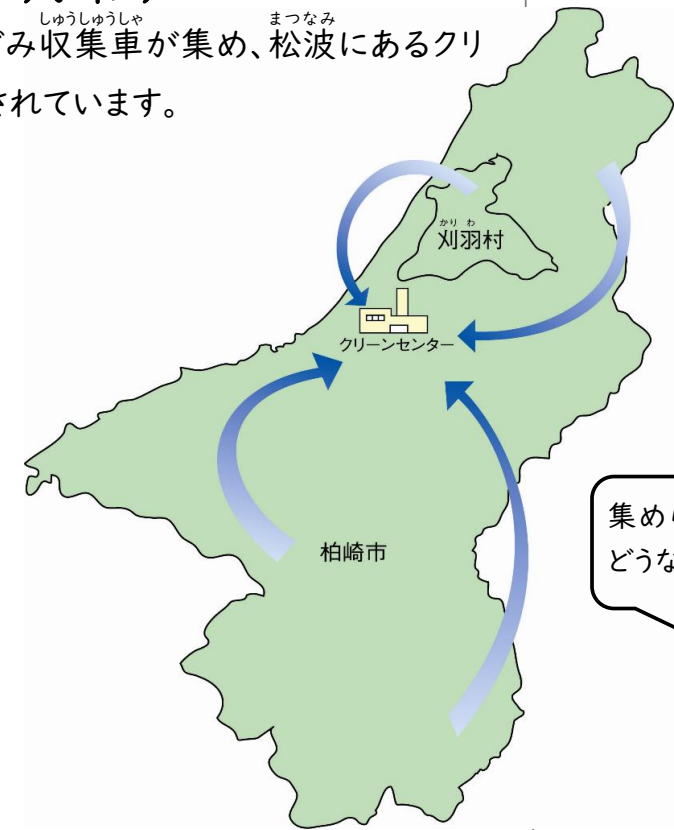 み収集車が集め、松波にあるクリ
しゅうしゅうしゃ
まつなみ
されています。
刈羽村
かりわ
クリーンセンター
柏崎市
集め
どうな